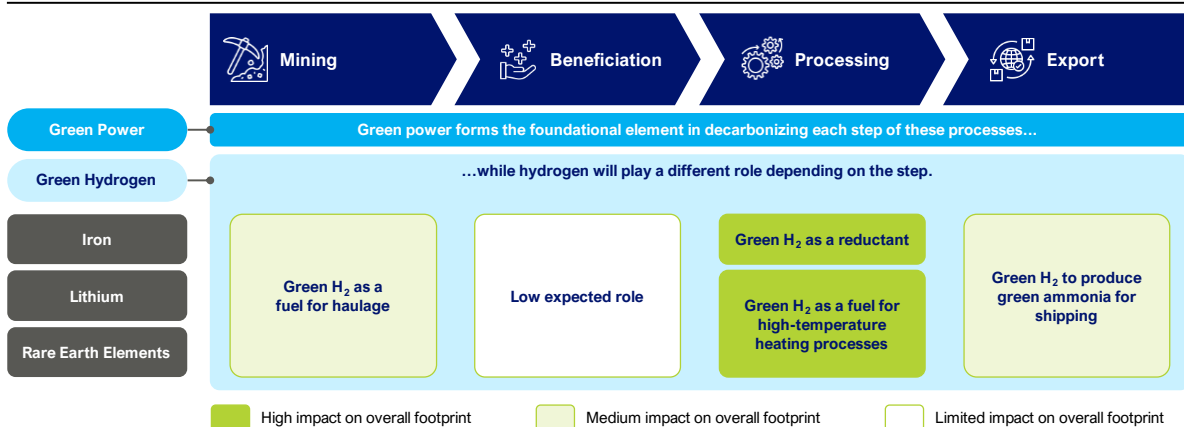 Mining
Beneficiation
Processing
Export
Green Power
Green power forms the foundational element in decarbonizing each step of these processes…
Green Hydrogen
…while hydrogen will play a different role depending on the step.
Iron
Lithium
Rare Earth Elements
Green H₂ as a
fuel for haulage
Low expected role
Green H₂ as a reductant
Green H₂ as a fuel for
high-temperature
heating processes
Green H₂ to produce
green ammonia for
shipping
High impact on overall footprint
Medium impact on overall footprint
Limited impact on overall footprint